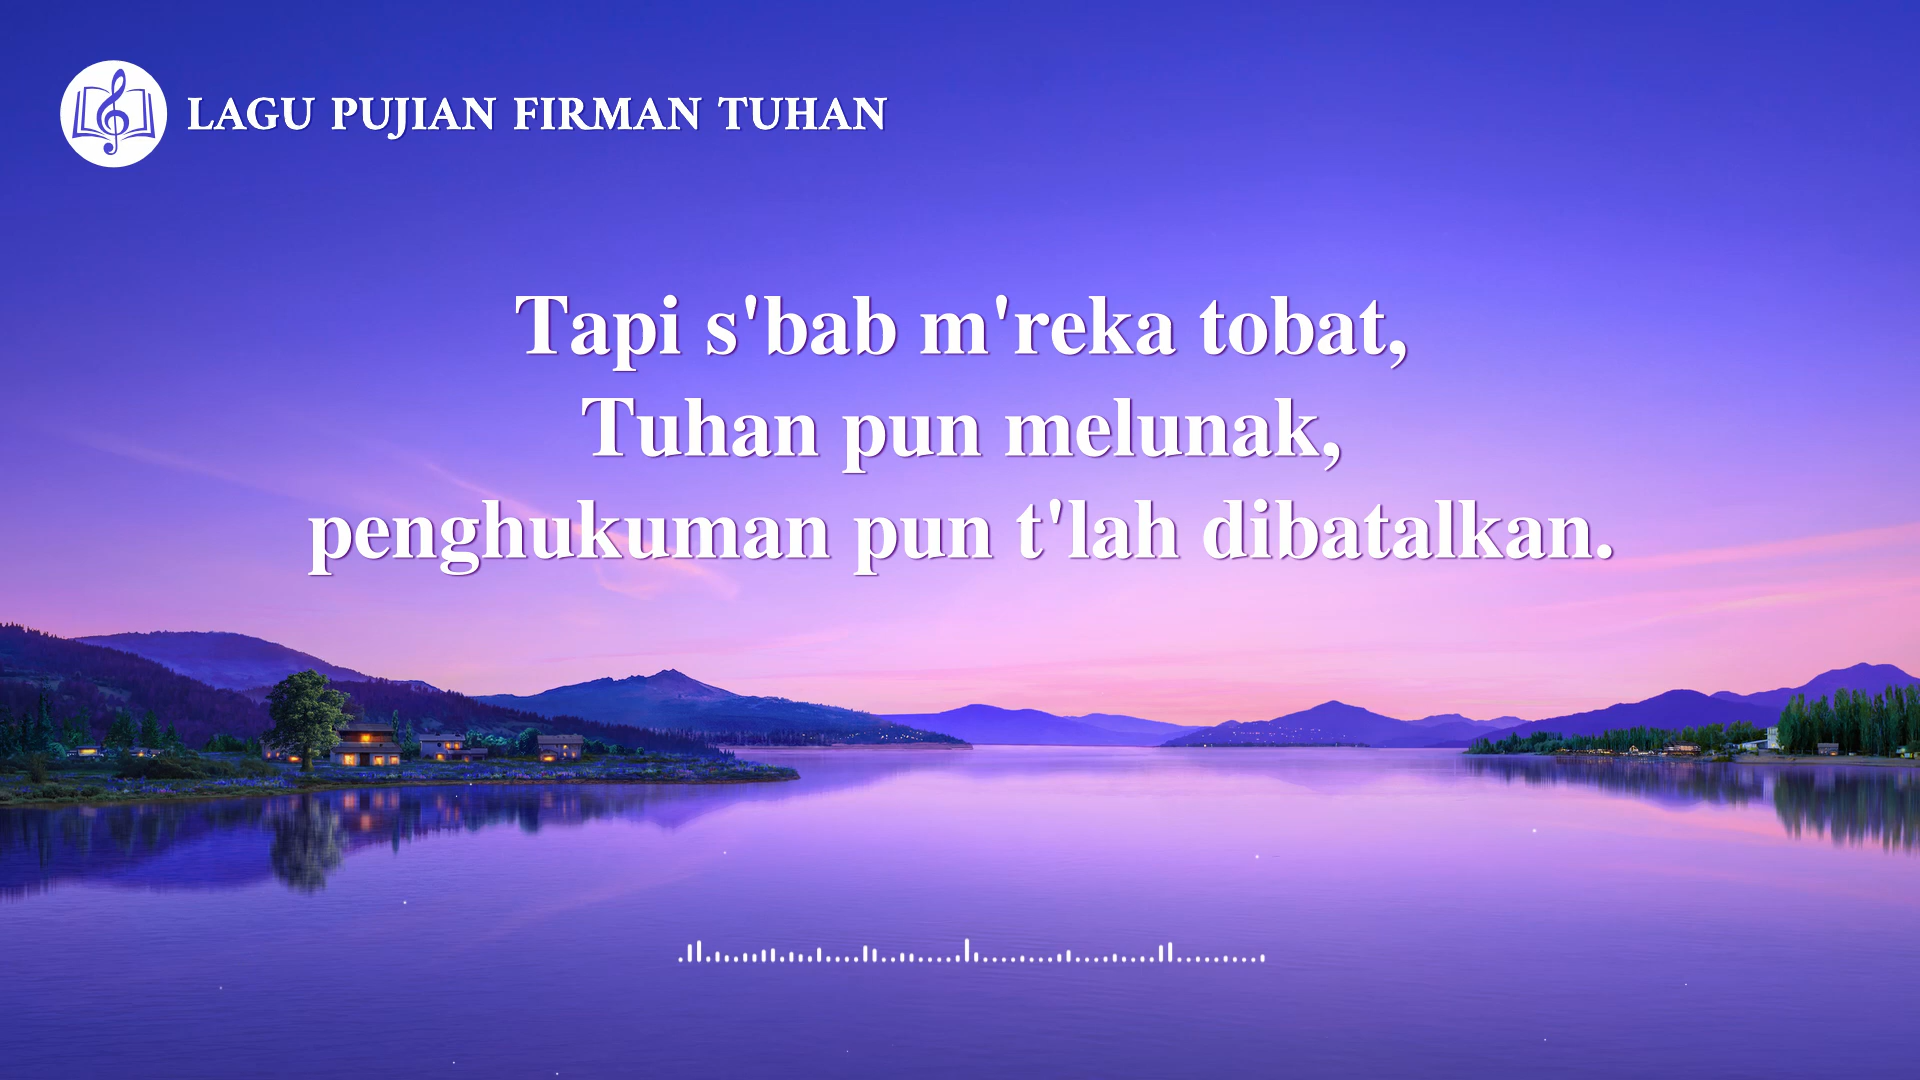 LAGU PUJIAN FIRMAN TUHAN
Tapi s'bab m'reka tobat,
Tuhan pun melunak,
penghukuman pun t'lah dibatalkan.